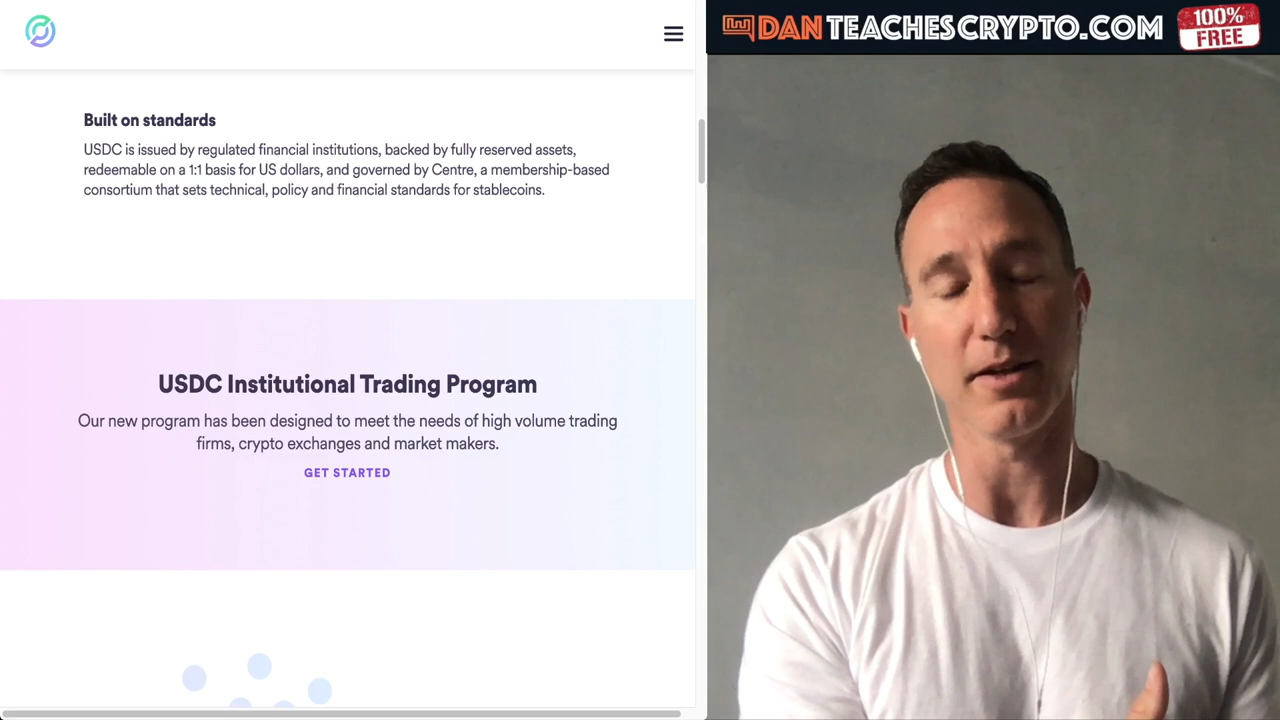 Built on standards
USDC is issued by regulated financial institutions, backed by fully reserved assets,
redeemable on a 1:1 basis for US dollars, and governed by Centre, a membership-based
consortium that sets technical, policy and financial standards for stablecoins.
USDC Institutional Trading Program
Our new program has been designed to meet the needs of high volume trading
firms, crypto exchanges and market makers.
GET STARTED
DAN TEACHESCRYPTO.COM
100%
FREE